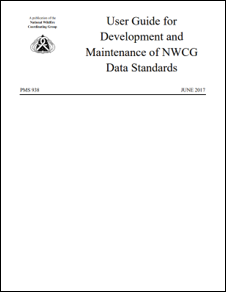 A publication of the
National Wildfire
Coordinating Group
User Guide for
Development and
Maintenance of NWCG
Data Standards
PMS 938
JUNE 2017